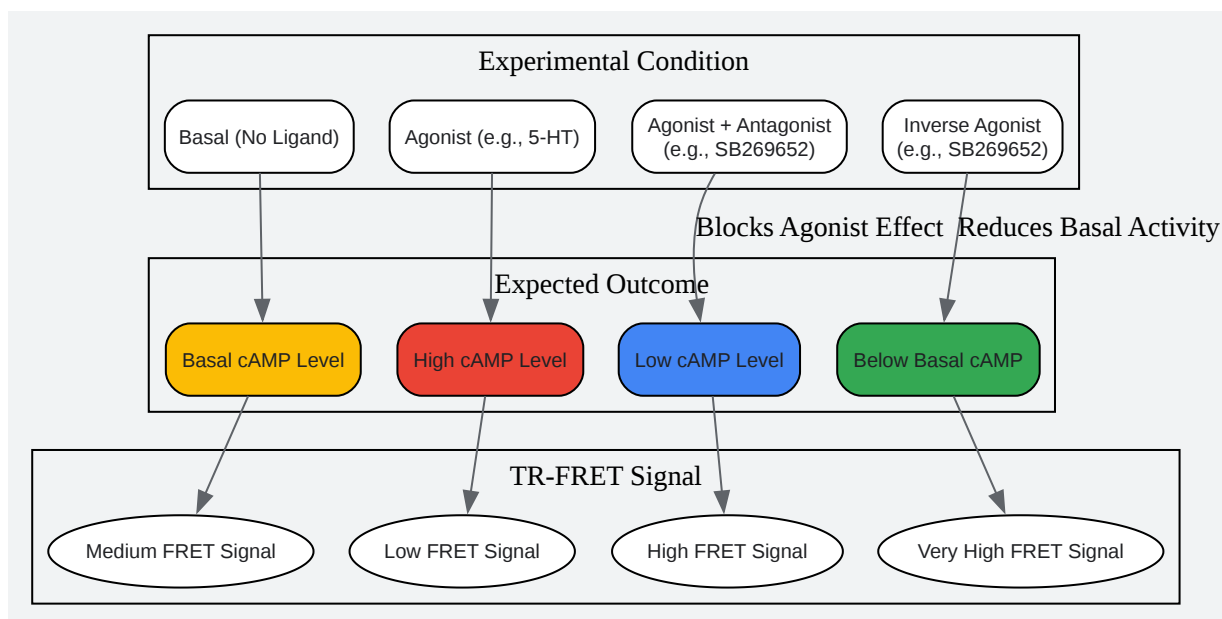 Experimental Condition
Basal (No Ligand)
Agonist (e.g., 5-HT)
Agonist + Antagonist
(e.g., SB269652)
Inverse Agonist
(e.g., SB269652)
Blocks Agonist Effect
Reduces Basal Activity
Expected Outcome
Basal cAMP Level
High cAMP Level
Low cAMP Level
Below Basal cAMP
TR-FRET Signal
Medium FRET Signal
Low FRET Signal
High FRET Signal
Very High FRET Signal